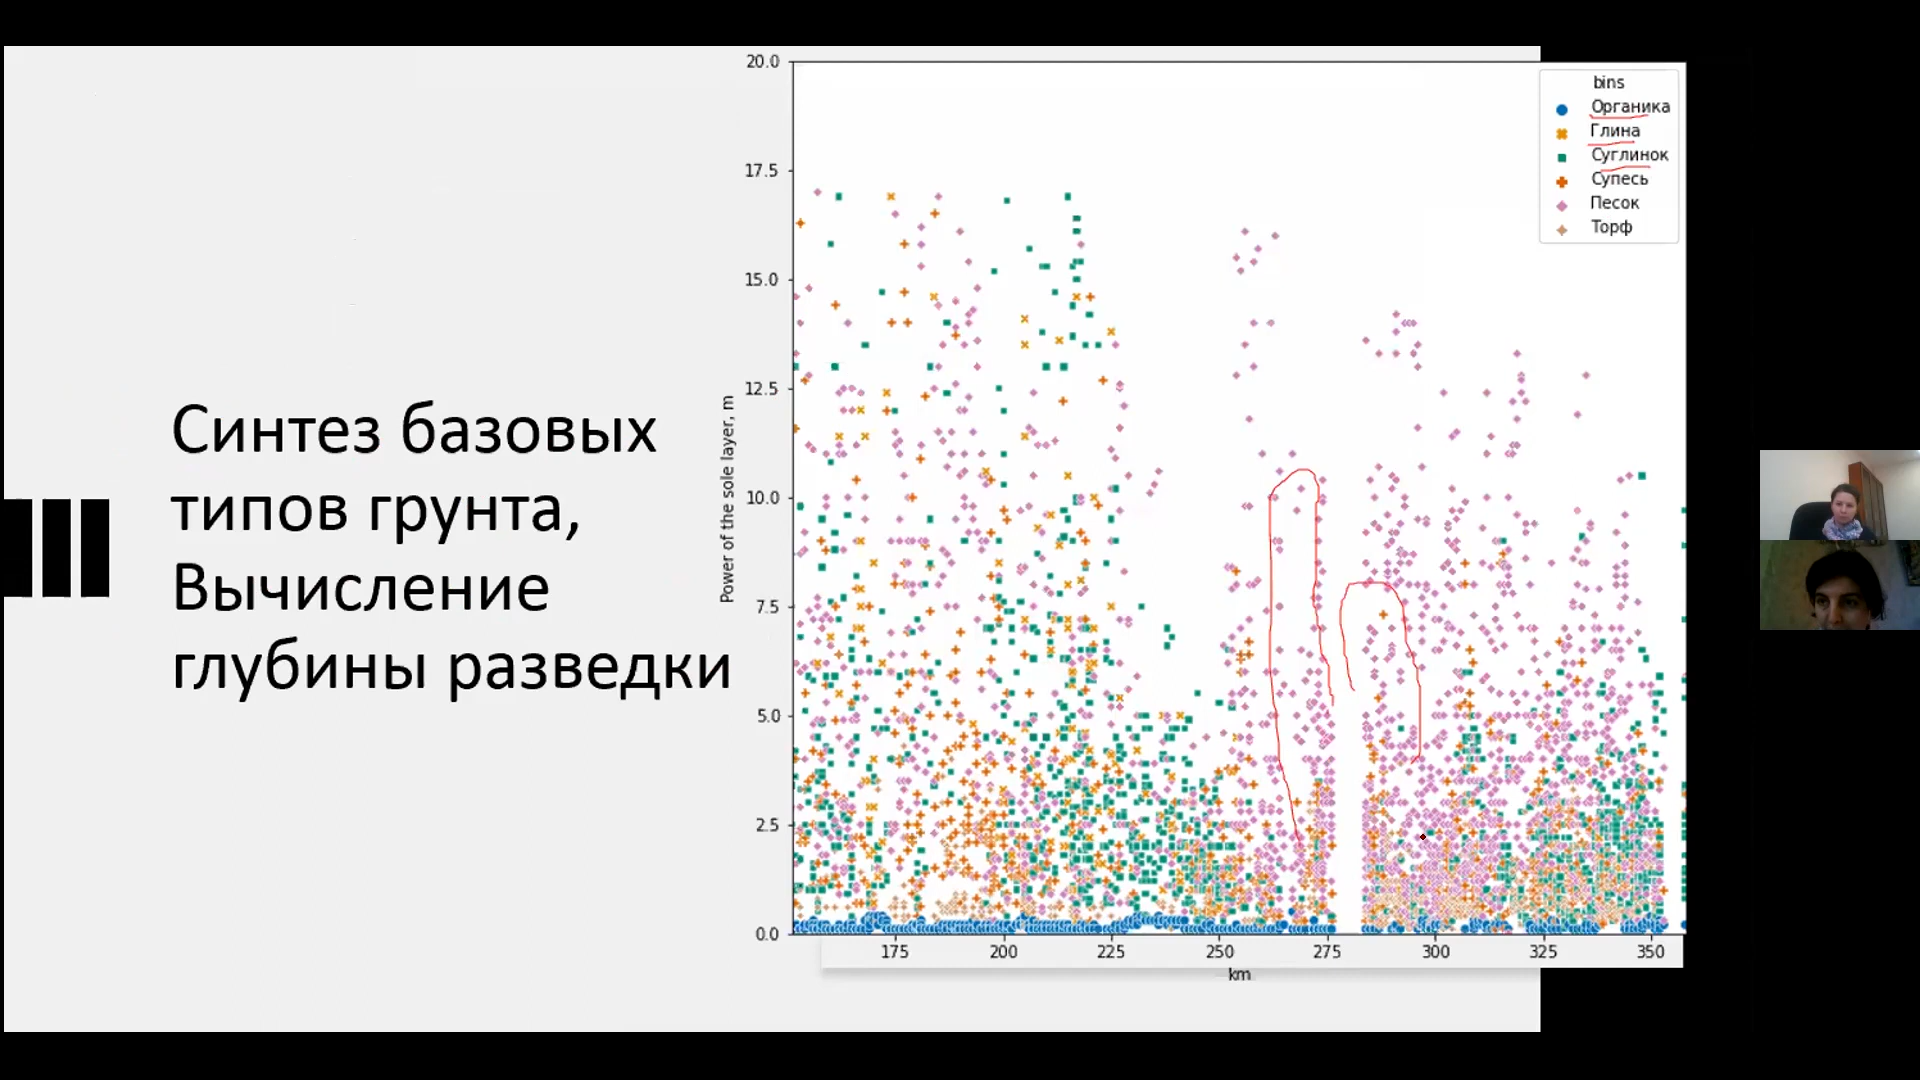 Синтез базовых
типов грунта,
Вычисление
глубины разведки
20.0
17.5
15.0
12.5
10.0
7.5
5.0
2.5
0.0
Power of the sole layer, m
175 200 225 250 275 300 325 350
km
bins
Органика
Глина
Суглинок
Супесь
Песок
Торф